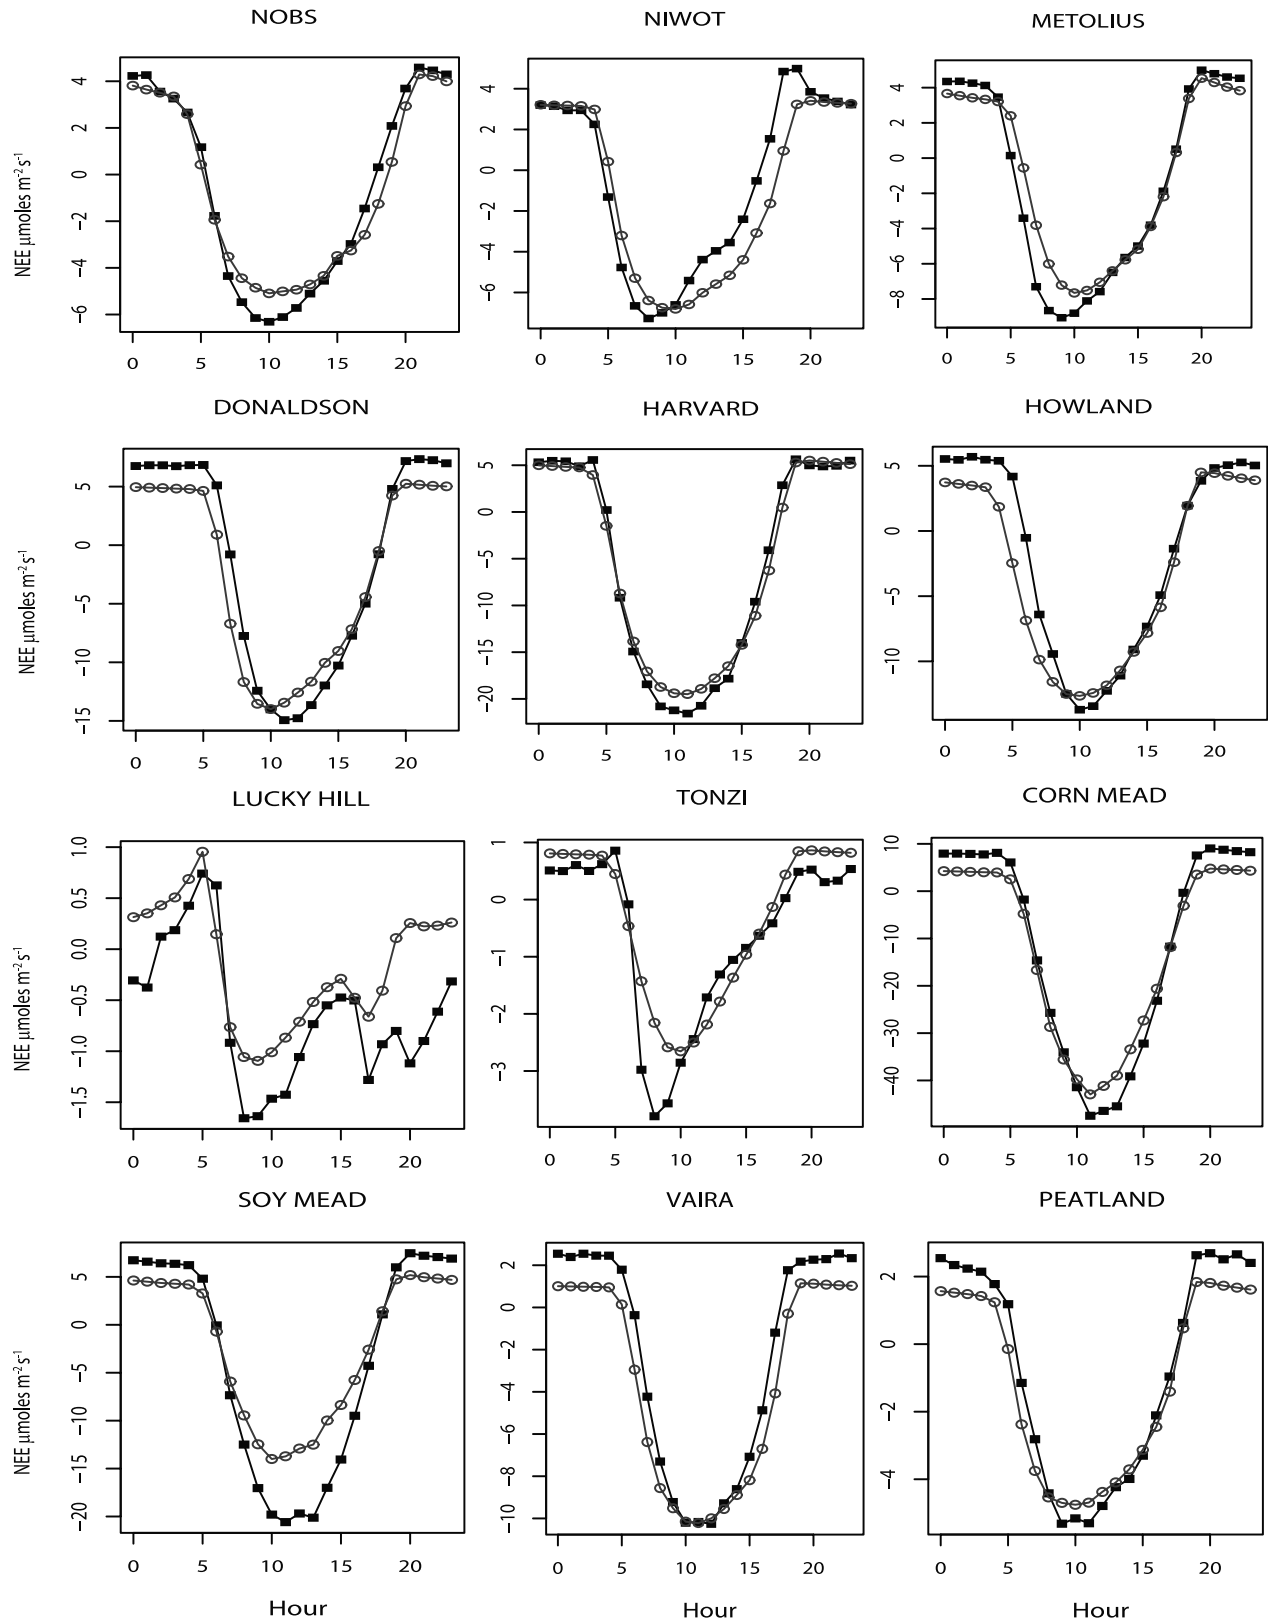 NOBS NIWOT METOLIUS
NEE μmoles m⁻² s⁻¹
4 2 0 −2 −4 −6
4 2 0 −2 −4 −6
4 2 0 −2 −4 −6 −8
0 5 10 15 20
0 5 10 15 20
0 5 10 15 20
DONALDSON HARVARD HOWLAND
NEE μmoles m⁻² s⁻¹
5 0 −5 −10 −15
5 0 −5 −10 −15 −20
5 0 −5 −10
0 5 10 15 20
0 5 10 15 20
0 5 10 15 20
LUCKY HILL TONZI CORN MEAD
NEE μmoles m⁻² s⁻¹
1.0 0.5 0.0 −0.5 −1.0 −1.5
1 0 −1 −2 −3
10 0 −10 −20 −30 −40
0 5 10 15 20
0 5 10 15 20
0 5 10 15 20
SOY MEAD VAIRA PEATLAND
NEE μmoles m⁻² s⁻¹
5 0 −5 −10 −15 −20
2 0 −2 −4 −6 −8 −10
2 0 −2 −4
0 5 10 15 20
0 5 10 15 20
0 5 10 15 20
Hour Hour Hour